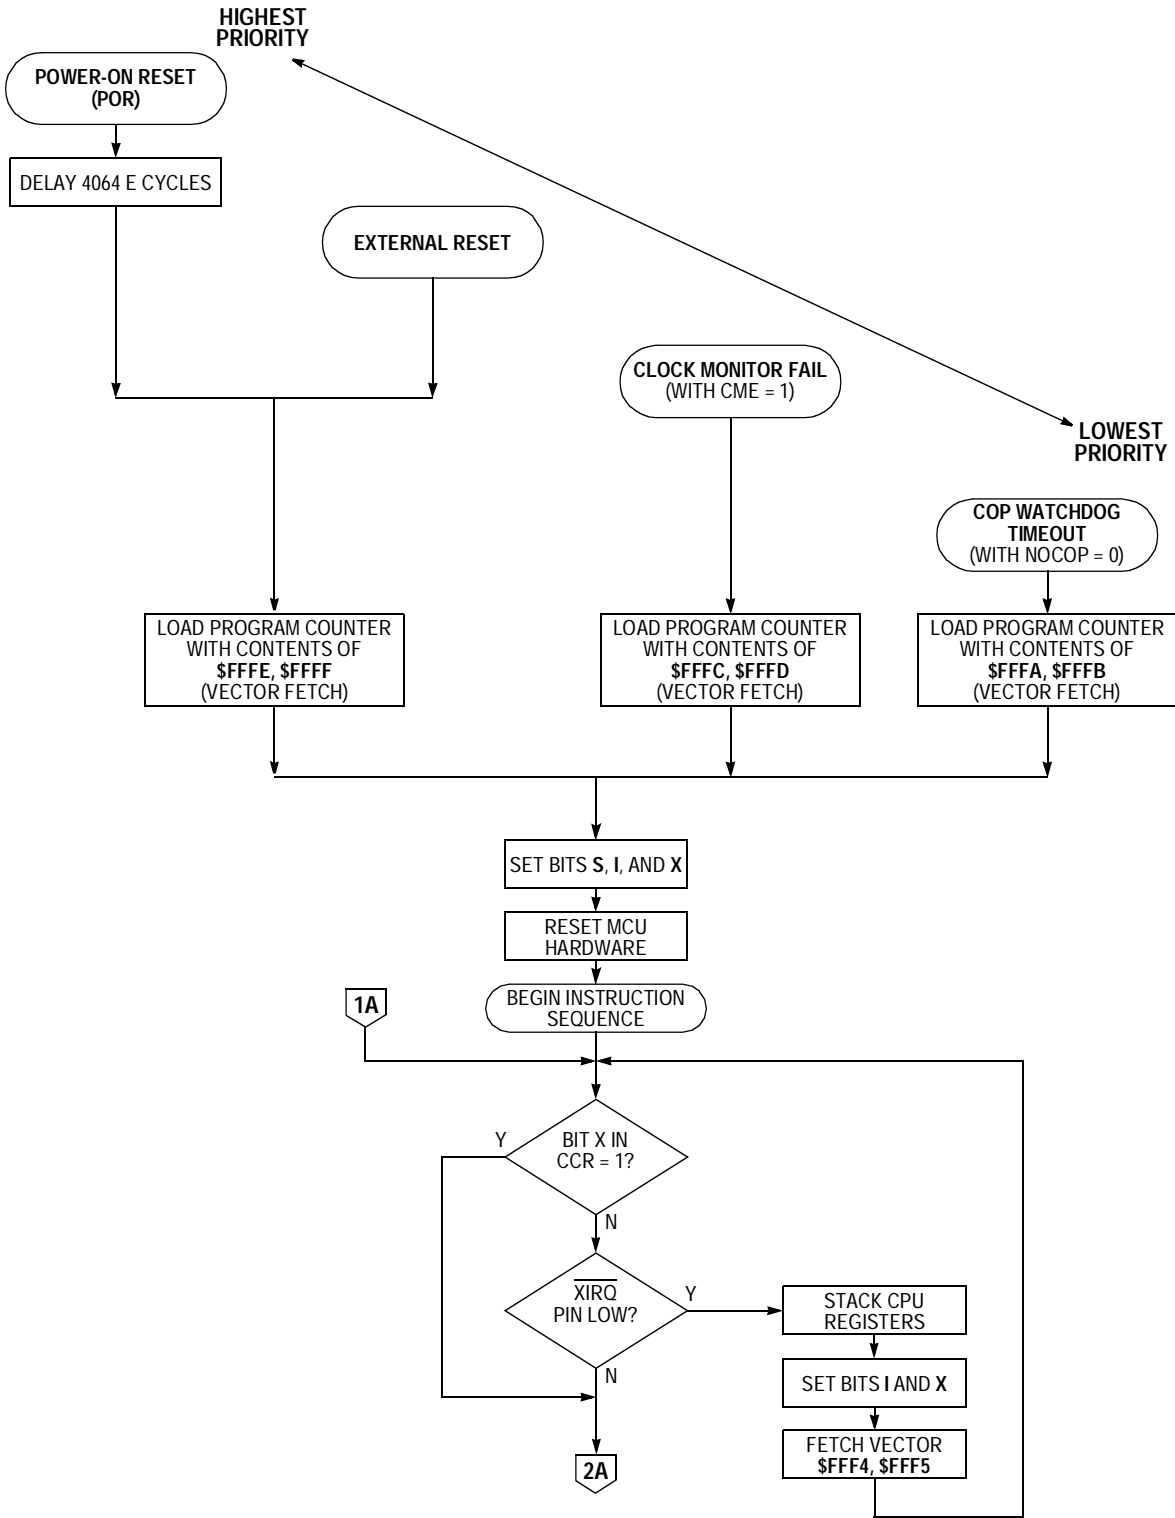 HIGHEST
PRIORITY
POWER-ON RESET
(POR)
DELAY 4064 E CYCLES
EXTERNAL RESET
CLOCK MONITOR FAIL
(WITH CME = 1)
LOWEST
PRIORITY
COP WATCHDOG
TIMEOUT
(WITH NOCOP = 0)
LOAD PROGRAM COUNTER
WITH CONTENTS OF
$FFFE, $FFFF
(VECTOR FETCH)
LOAD PROGRAM COUNTER
WITH CONTENTS OF
$FFFC, $FFFD
(VECTOR FETCH)
LOAD PROGRAM COUNTER
WITH CONTENTS OF
$FFFA, $FFFB
(VECTOR FETCH)
SET BITS S, I, AND X
RESET MCU
HARDWARE
1A
BEGIN INSTRUCTION
SEQUENCE
Y
BIT X IN
CCR = 1?
N
XIRQ
PIN LOW?
Y
STACK CPU
REGISTERS
N
SET BITS I AND X
FETCH VECTOR
$FFF4, $FFF5
2A